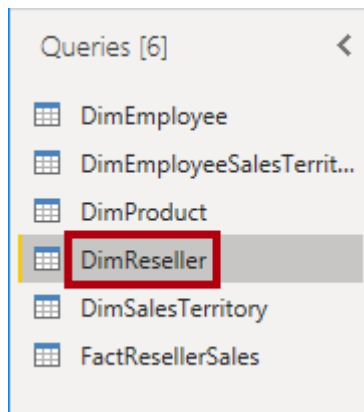 Queries [6]
DimEmployee
DimEmployeeSalesTerrit...
DimProduct
DimReseller
DimSalesTerritory
FactResellerSales